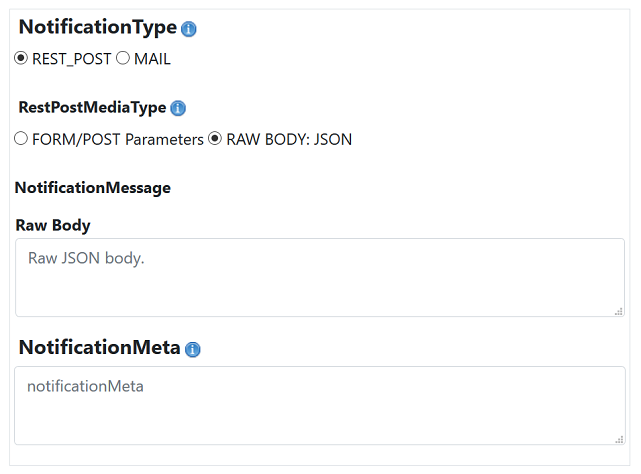 NotificationType
REST_POST MAIL
RestPostMediaType
FORM/POST Parameters RAW BODY: JSON
NotificationMessage
Raw Body
Raw JSON body.
NotificationMeta
notificationMeta